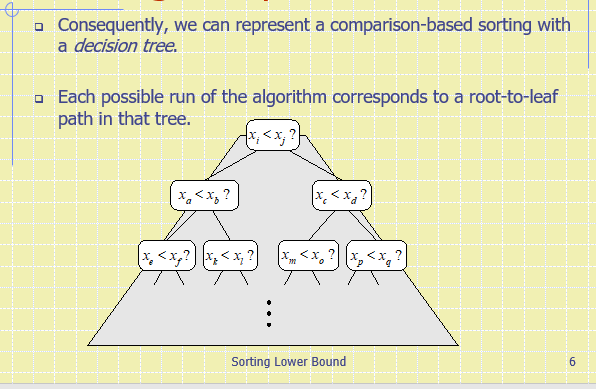 Consequently, we can represent a comparison-based sorting with
a decision tree.
Each possible run of the algorithm corresponds to a root-to-leaf
path in that tree.
xᵢ < xⱼ ?
x_a < x_b ?
x_c < x_d ?
x_e < x_f ?
x_k < x_l ?
x_m < x_o ?
x_p < x_q ?
Sorting Lower Bound
6